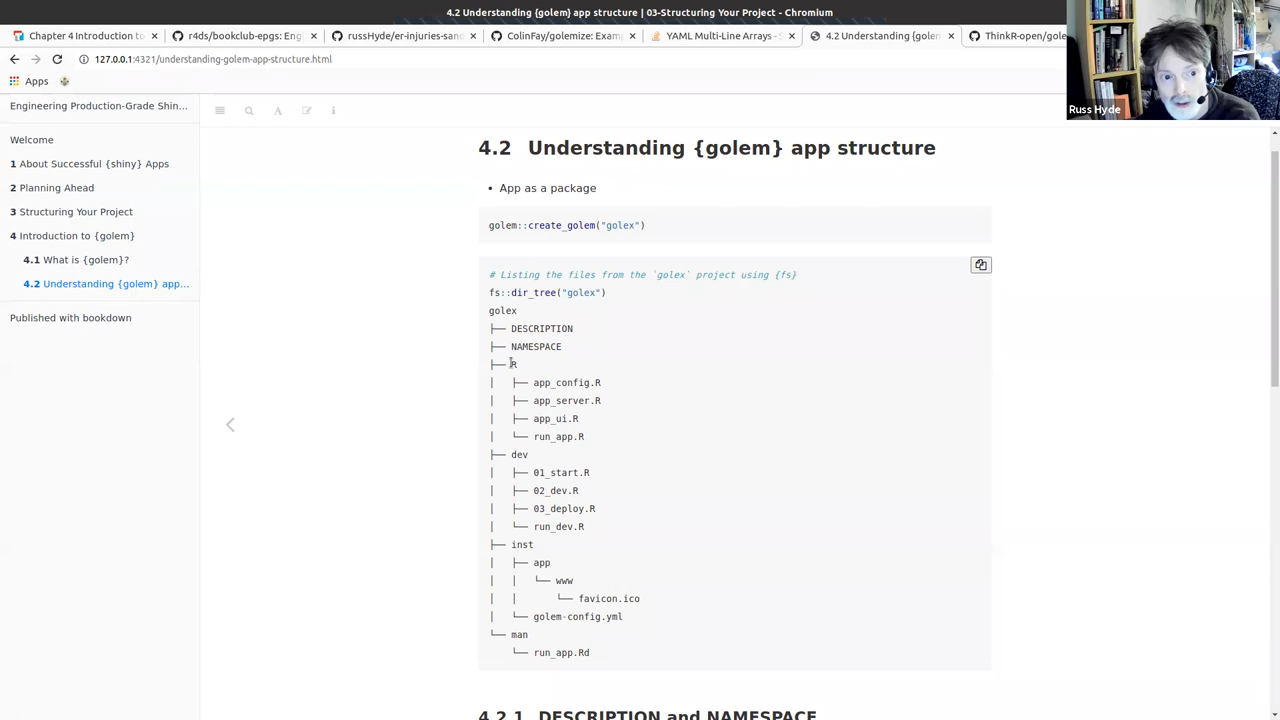 4.2 Understanding {golem} app structure | 03-Structuring Your Project - Chromium
Chapter 4 Introduction to
r4ds/bookclub-epgs: Eng
russHyde/er-injuries-san
ColinFay/golemize: Exam
YAML Multi-Line Arrays - S
4.2 Understanding {golem
ThinkR-open/gole
127.0.0.1:4321/understanding-golem-app-structure.html
Apps
Russ Hyde
Engineering Production-Grade Shin...
Welcome
1 About Successful {shiny} Apps
2 Planning Ahead
3 Structuring Your Project
4 Introduction to {golem}
4.1 What is {golem}?
4.2 Understanding {golem} app...
Published with bookdown
4.2 Understanding {golem} app structure
• App as a package
golem::create_golem("golex")
# Listing the files from the `golex` project using {fs}
fs::dir_tree("golex")
golex
├── DESCRIPTION
├── NAMESPACE
├── R
│   ├── app_config.R
│   ├── app_server.R
│   ├── app_ui.R
│   └── run_app.R
├── dev
│   ├── 01_start.R
│   ├── 02_dev.R
│   ├── 03_deploy.R
│   └── run_dev.R
├── inst
│   ├── app
│   │   └── www
│   │       └── favicon.ico
│   └── golem-config.yml
└── man
    └── run_app.Rd
4.2.1 DESCRIPTION and NAMESPACE